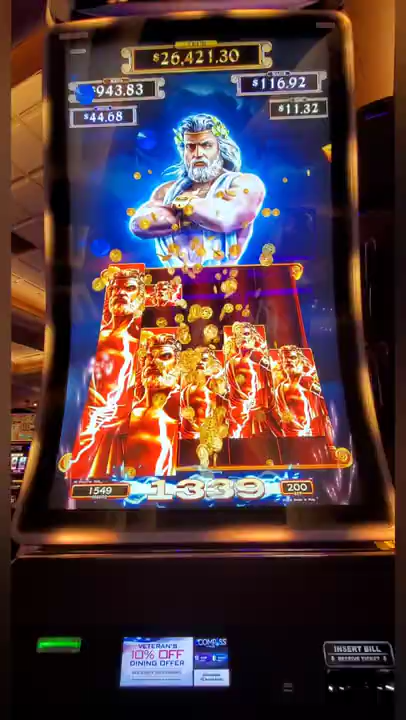 $26,421.30
$943.83
$116.92
$44.68
$11.32
1549
1339
200
VETERAN'S
10% OFF
DINING OFFER
COMPASS
INSERT BILL